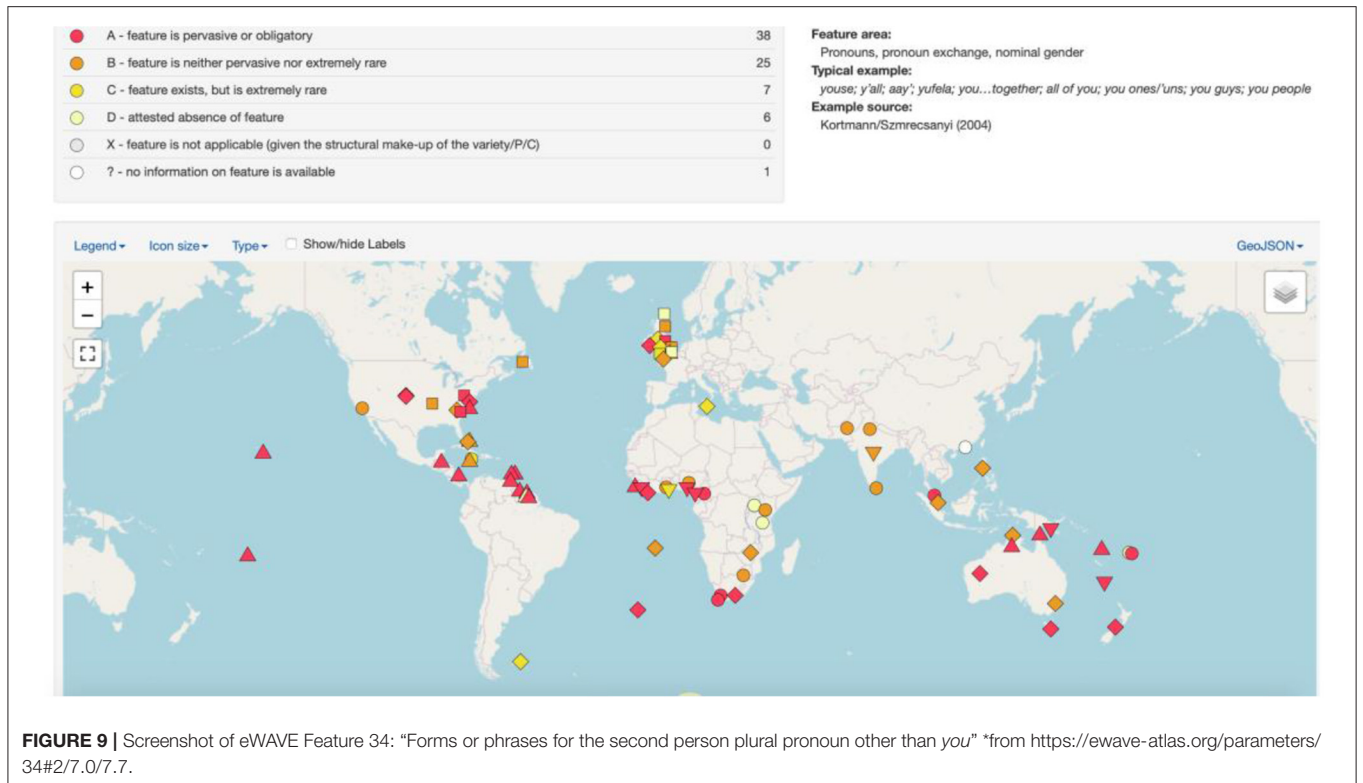 A - feature is pervasive or obligatory 38
B - feature is neither pervasive nor extremely rare 25
C - feature exists, but is extremely rare 7
D - attested absence of feature 6
X - feature is not applicable (given the structural make-up of the variety/P/C) 0
? - no information on feature is available 1
Feature area:
Pronouns, pronoun exchange, nominal gender
Typical example:
youse; y'all; aay'; yufela; you...together; all of you; you ones/'uns; you guys; you people
Example source:
Kortmann/Szmrecsanyi (2004)
Legend Icon size Type Show/hide Labels GeoJSON
+
−
FIGURE 9 | Screenshot of eWAVE Feature 34: “Forms or phrases for the second person plural pronoun other than you” *from https://ewave-atlas.org/parameters/
34#2/7.0/7.7.